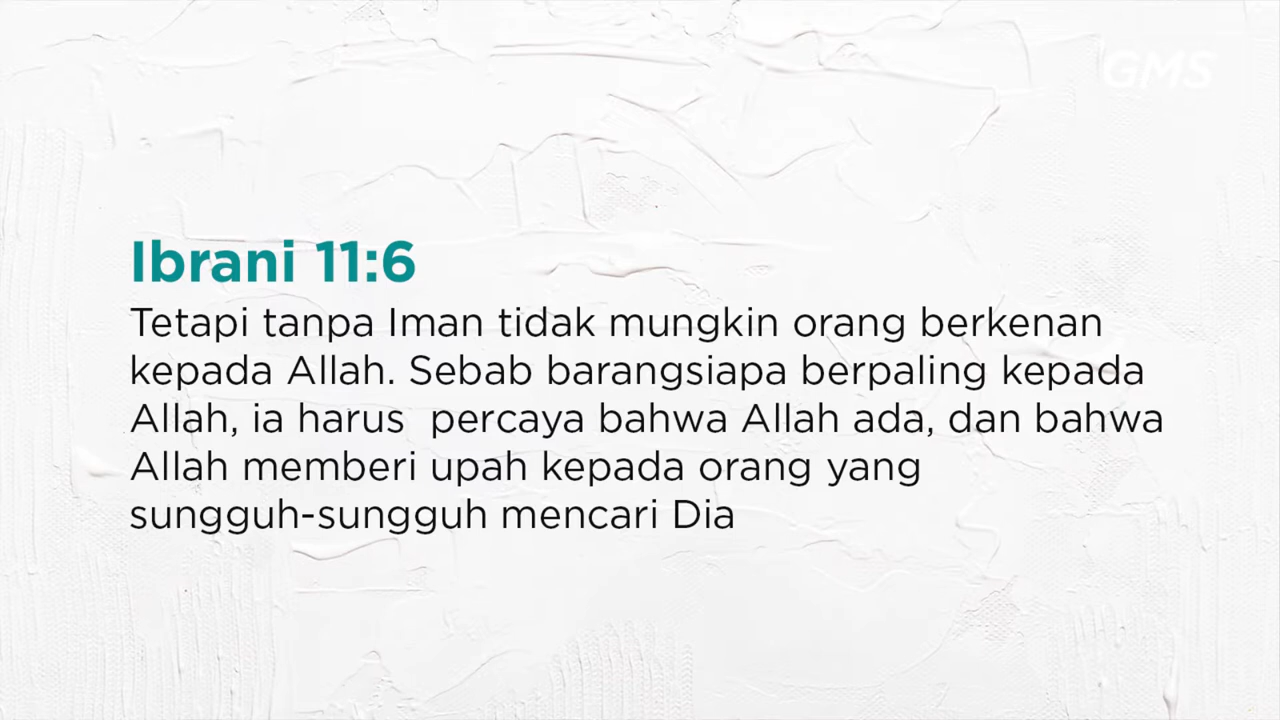 GMS
Ibrani 11:6
Tetapi tanpa Iman tidak mungkin orang berkenan
kepada Allah. Sebab barangsiapa berpaling kepada
Allah, ia harus  percaya bahwa Allah ada, dan bahwa
Allah memberi upah kepada orang yang
sungguh-sungguh mencari Dia